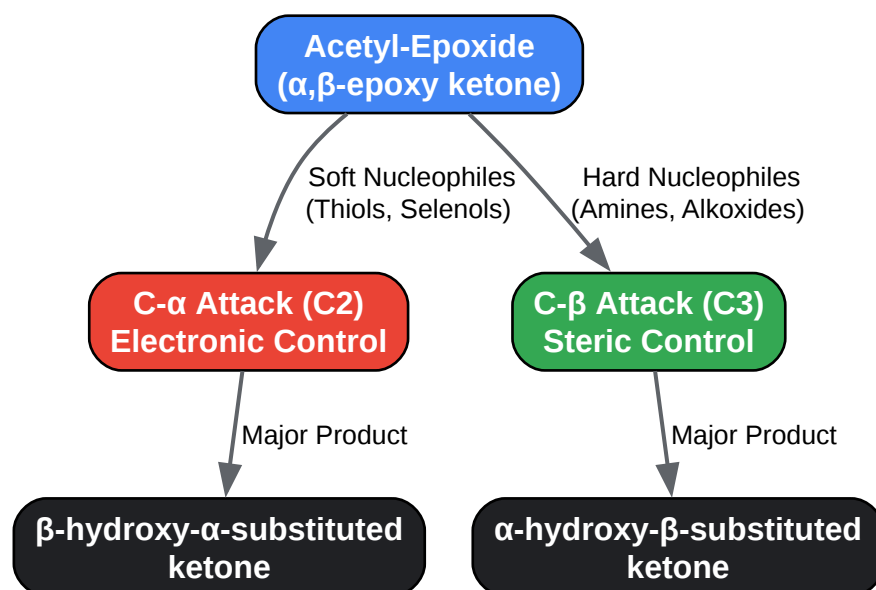 Acetyl-Epoxide
(α,β-epoxy ketone)
Soft Nucleophiles
(Thiols, Selenols)
Hard Nucleophiles
(Amines, Alkoxides)
C-α Attack (C2)
Electronic Control
C-β Attack (C3)
Steric Control
Major Product
Major Product
β-hydroxy-α-substituted
ketone
α-hydroxy-β-substituted
ketone